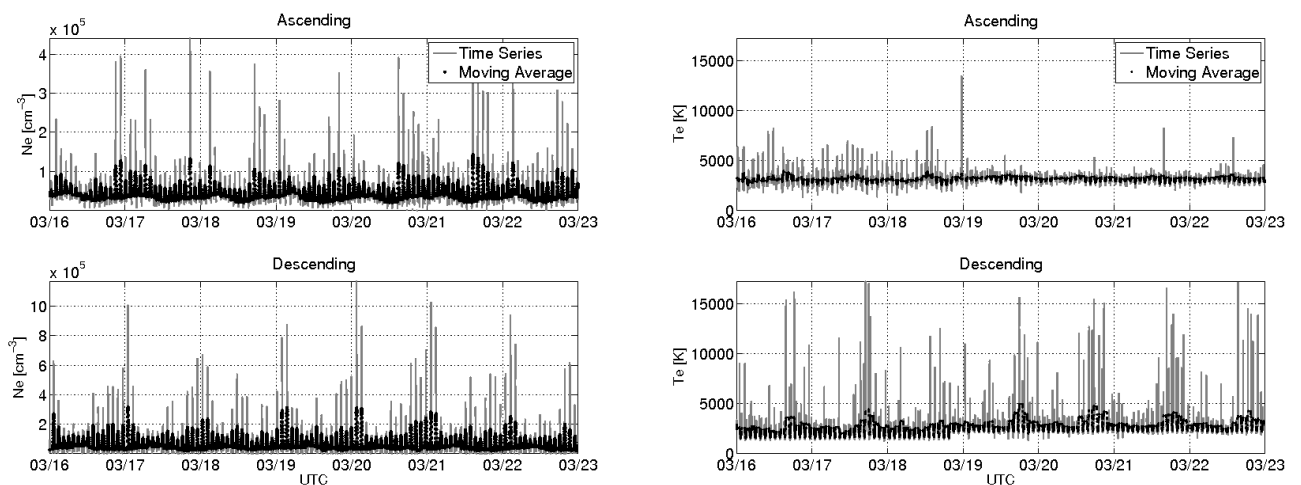 Ascending
x 10⁵
Time Series
Moving Average
4
3
2
1
Ne [cm⁻³]
03/16 03/17 03/18 03/19 03/20 03/21 03/22 03/23
Ascending
Time Series
Moving Average
15000
10000
5000
0
Te [K]
03/16 03/17 03/18 03/19 03/20 03/21 03/22 03/23
Descending
x 10⁵
10
8
6
4
2
Ne [cm⁻³]
03/16 03/17 03/18 03/19 03/20 03/21 03/22 03/23
UTC
Descending
15000
10000
5000
0
Te [K]
03/16 03/17 03/18 03/19 03/20 03/21 03/22 03/23
UTC